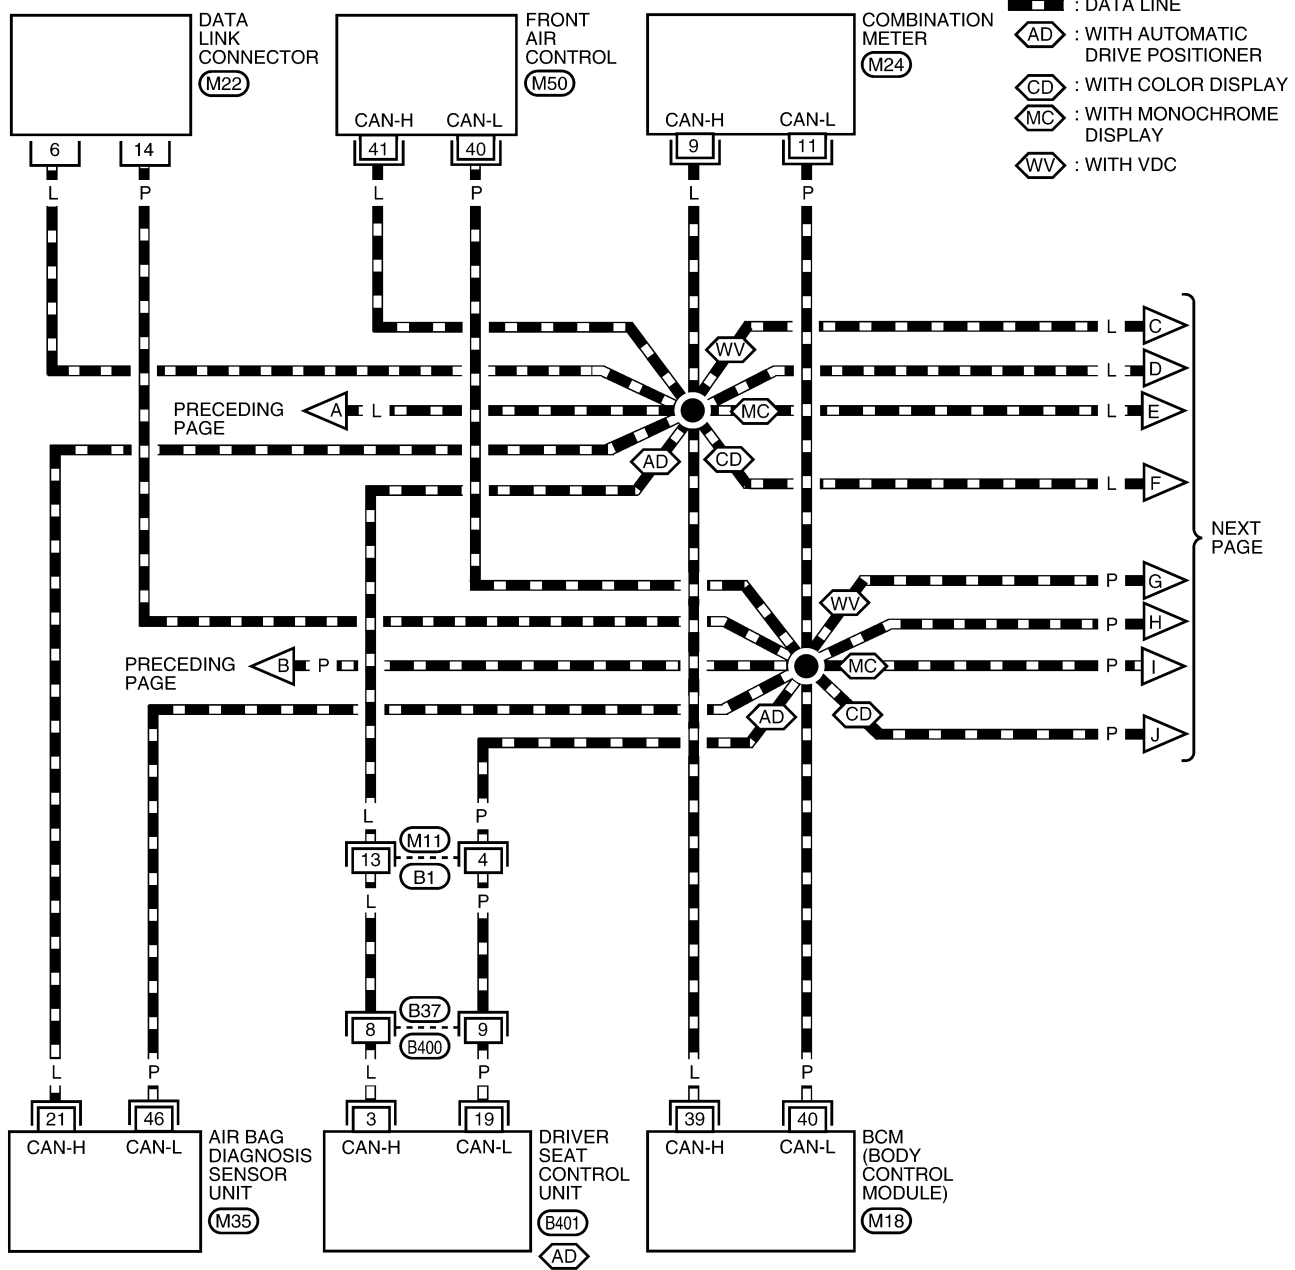 DATA
LINK
CONNECTOR
M22
FRONT
AIR
CONTROL
M50
COMBINATION
METER
M24
: DATA LINE
AD : WITH AUTOMATIC
DRIVE POSITIONER
CD : WITH COLOR DISPLAY
MC : WITH MONOCHROME
DISPLAY
WV : WITH VDC
CAN-H CAN-L
CAN-H CAN-L
6 14 41 40 9 11
L P L P L P
WV L C
L D
PRECEDING
PAGE
A L MC L E
AD CD
L F
NEXT
PAGE
P G
WV
P H
PRECEDING
PAGE
B P MC P I
AD CD
P J
L P
M11
13 4
B1
L P
B37
8 9
B400
L P L P L P
21 46 3 19 39 40
CAN-H CAN-L
AIR BAG
DIAGNOSIS
SENSOR
UNIT
M35
CAN-H CAN-L
DRIVER
SEAT
CONTROL
UNIT
B401
AD
CAN-H CAN-L
BCM
(BODY
CONTROL
MODULE)
M18